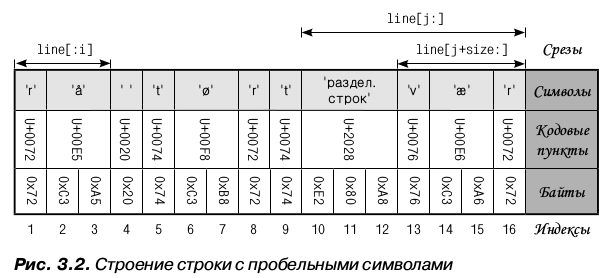 line[j:]
line[:i] line[j+size:] Срезы
'r' 'â' ' ' 't' 'ø' 'r' 't' 'раздел. строк' 'v' 'æ' 'r' Символы
U+0072 U+00E5 U+0020 U+0074 U+00F8 U+0072 U+0074 U+2028 U+0076 U+00E6 U+0072 Кодовые пункты
0x72 0xC3 0xA5 0x20 0x74 0xC3 0xB8 0x72 0x74 0xE2 0x80 0xA8 0x76 0xC3 0xA6 0x72 Байты
1 2 3 4 5 6 7 8 9 10 11 12 13 14 15 16 Индексы
Рис. 3.2. Строение строки с пробельными символами